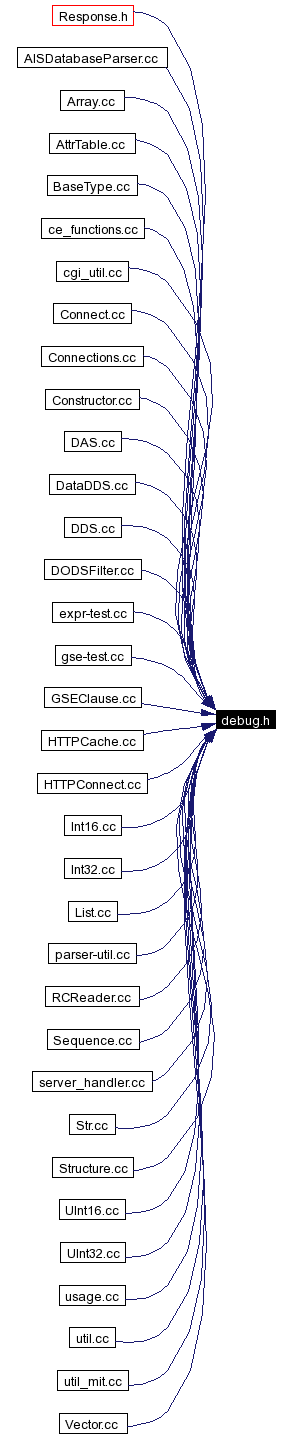 Response.h
AISDatabaseParser.cc
Array.cc
AttrTable.cc
BaseType.cc
ce_functions.cc
cgi_util.cc
Connect.cc
Connections.cc
Constructor.cc
DAS.cc
DataDDS.cc
DDS.cc
DODSFilter.cc
expr-test.cc
gse-test.cc
GSEClause.cc
debug.h
HTTPCache.cc
HTTPConnect.cc
Int16.cc
Int32.cc
List.cc
parser-util.cc
RCReader.cc
Sequence.cc
server_handler.cc
Str.cc
Structure.cc
UInt16.cc
UInt32.cc
usage.cc
util.cc
util_mit.cc
Vector.cc